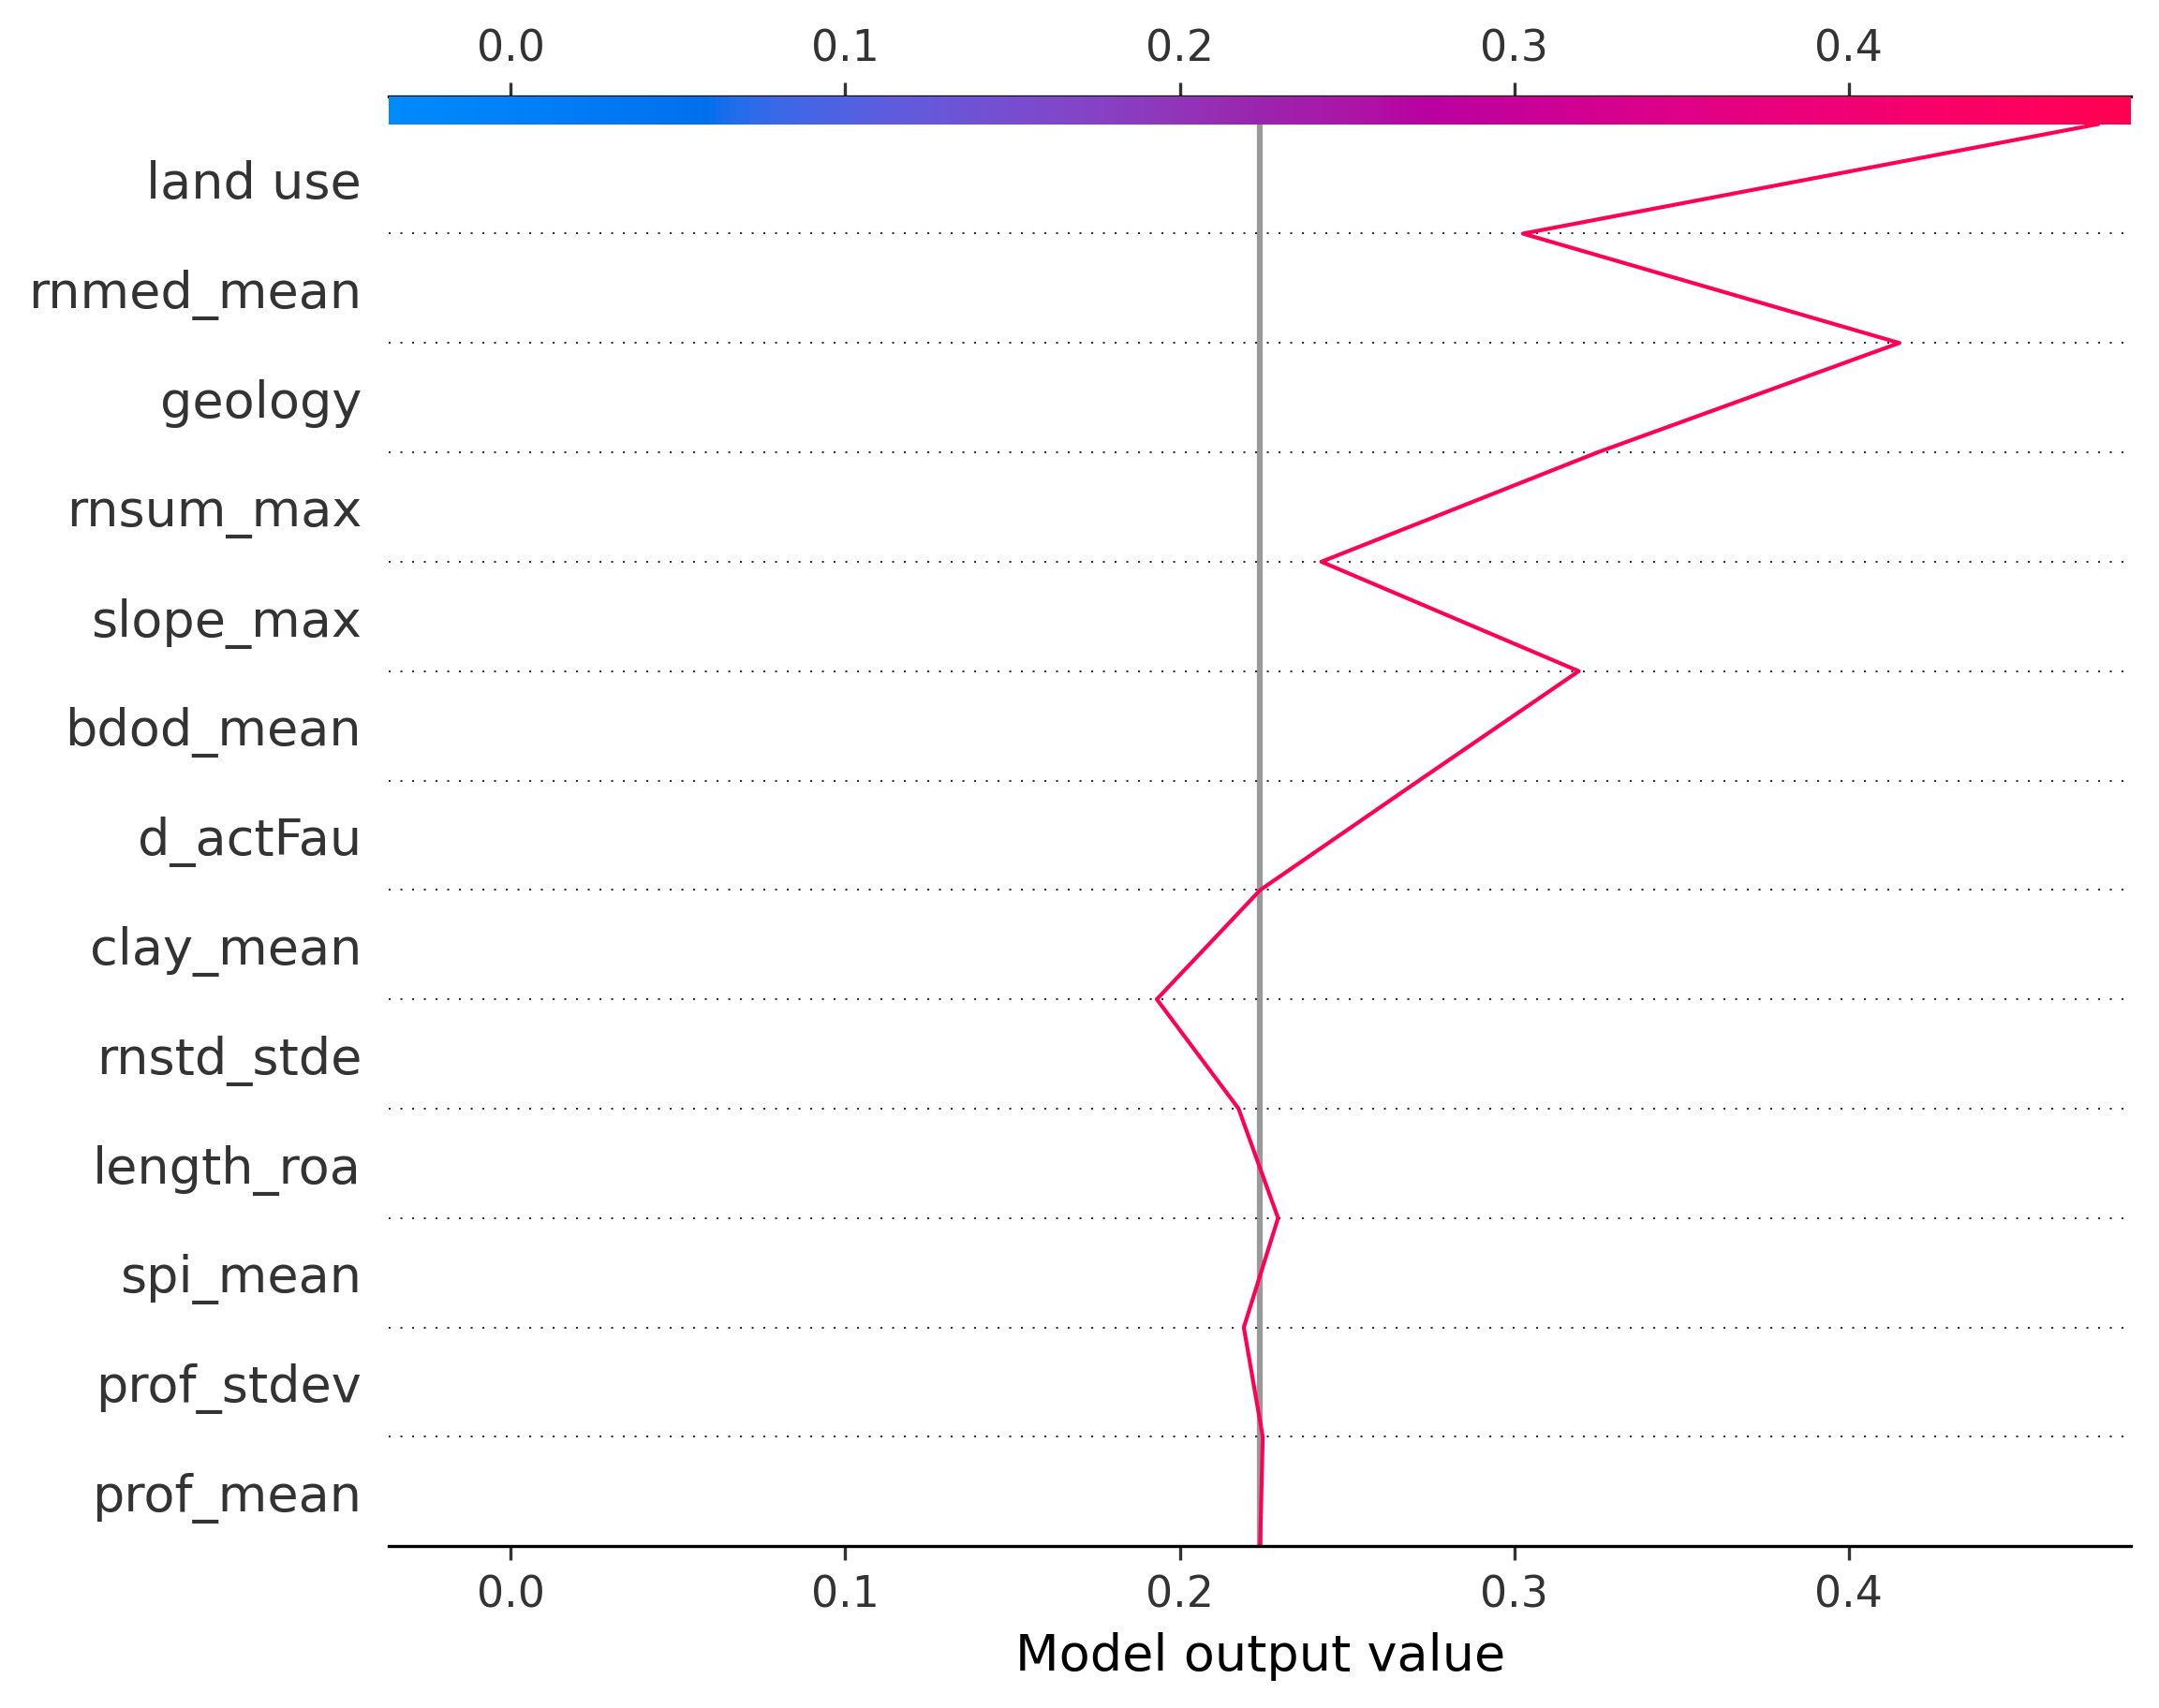 0.0 0.1 0.2 0.3 0.4
land use
rnmed_mean
geology
rnsum_max
slope_max
bdod_mean
d_actFau
clay_mean
rnstd_stde
length_roa
spi_mean
prof_stdev
prof_mean
0.0 0.1 0.2 0.3 0.4
Model output value